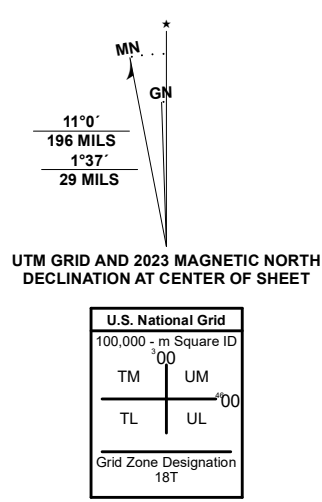 ★
MN
GN
11°0´
196 MILS
1°37´
29 MILS
UTM GRID AND 2023 MAGNETIC NORTH
DECLINATION AT CENTER OF SHEET
U.S. National Grid
100,000 - m Square ID
³00
TM UM
⁴⁶00
TL UL
Grid Zone Designation
18T